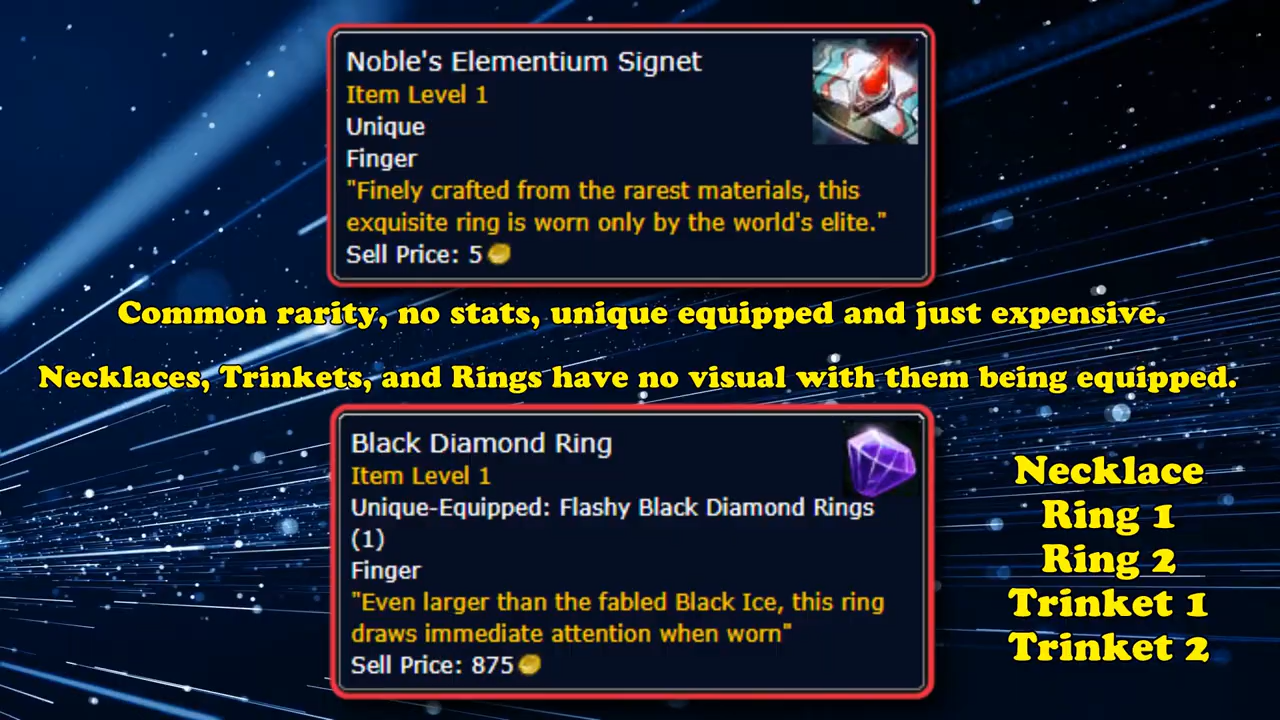 Noble's Elementium Signet
Item Level 1
Unique
Finger
"Finely crafted from the rarest materials, this
exquisite ring is worn only by the world's elite."
Sell Price: 5
Common rarity, no stats, unique equipped and just expensive.
Necklaces, Trinkets, and Rings have no visual with them being equipped.
Black Diamond Ring
Item Level 1
Unique-Equipped: Flashy Black Diamond Rings
(1)
Finger
"Even larger than the fabled Black Ice, this ring
draws immediate attention when worn"
Sell Price: 875
Necklace
Ring 1
Ring 2
Trinket 1
Trinket 2